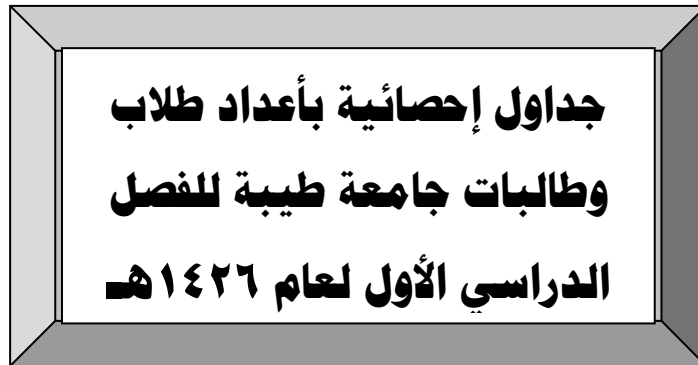 جداول إحصائية بأعداد طلاب
وطالبات جامعة طيبة للفصل
الدراسي الأول لعام ١٤٢٦هـ